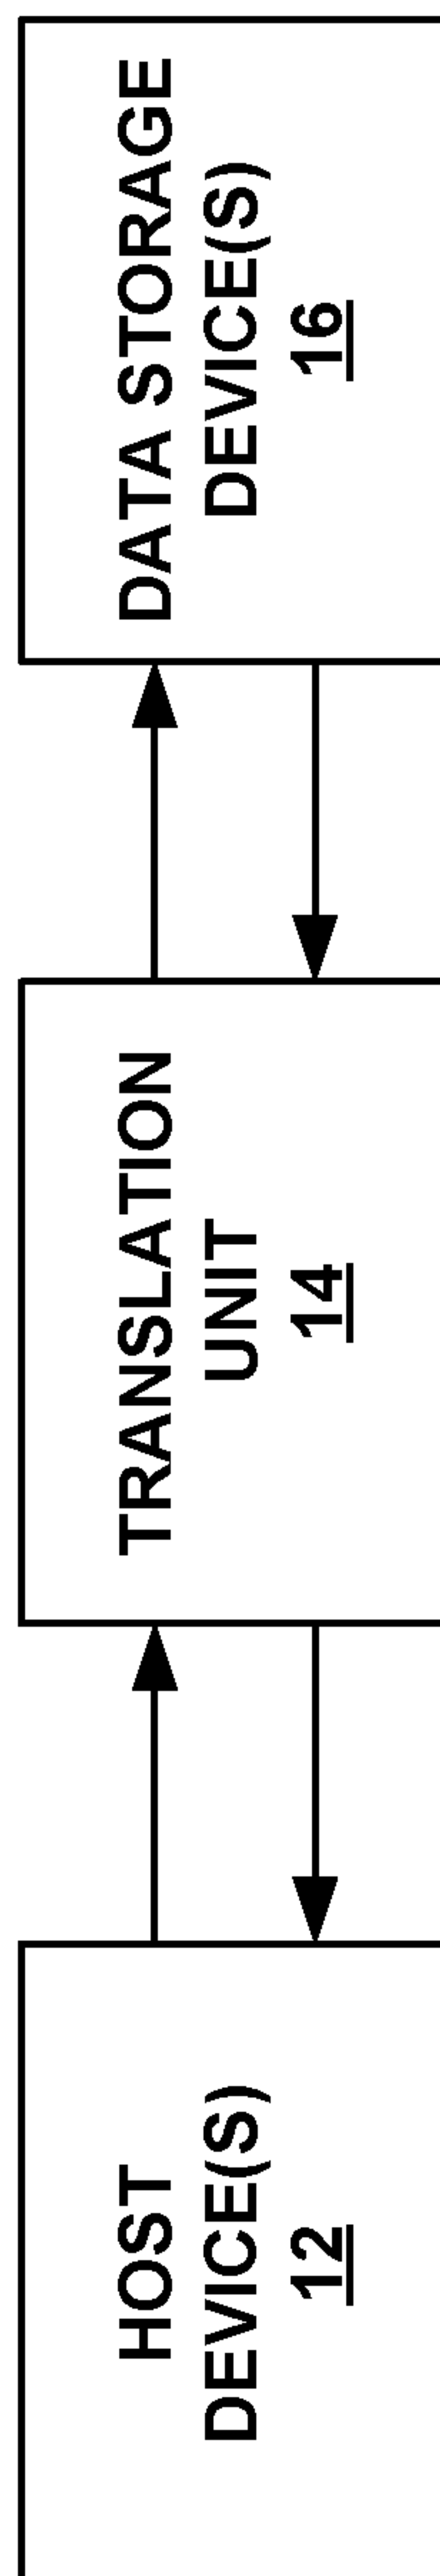 HOST
DEVICE(S)
12
TRANSLATION
UNIT
14
DATA STORAGE
DEVICE(S)
16